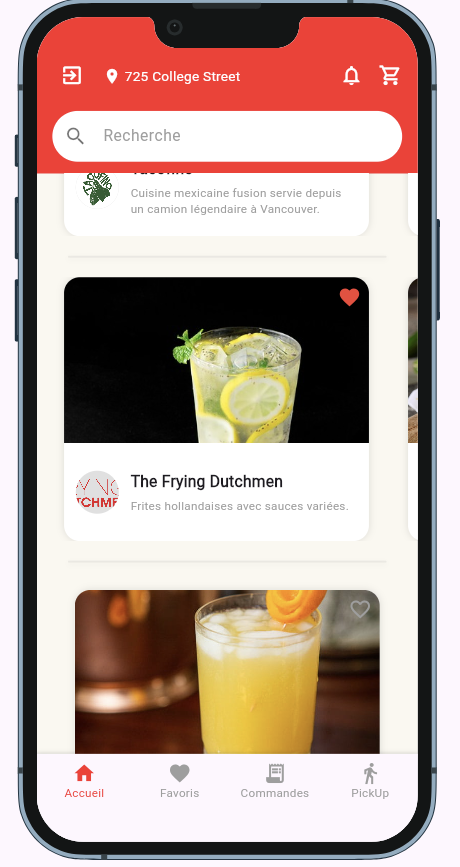 725 College Street
Recherche
Cuisine mexicaine fusion servie depuis
un camion légendaire à Vancouver.
The Frying Dutchmen
Frites hollandaises avec sauces variées.
Accueil
Favoris
Commandes
PickUp